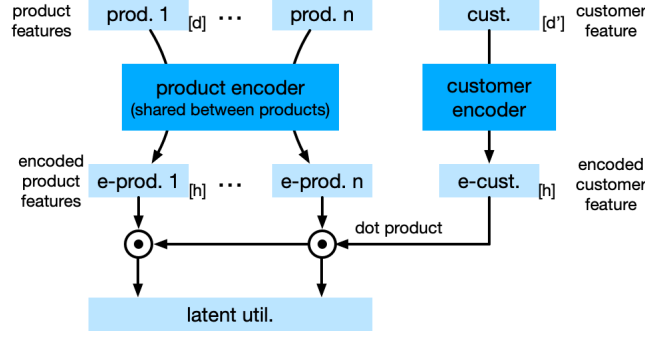 product
features
prod. 1 [d] ... prod. n
cust. [d']
customer
feature
product encoder
(shared between products)
customer
encoder
encoded
product
features
e-prod. 1 [h] ... e-prod. n
e-cust. [h]
encoded
customer
feature
dot product
latent util.